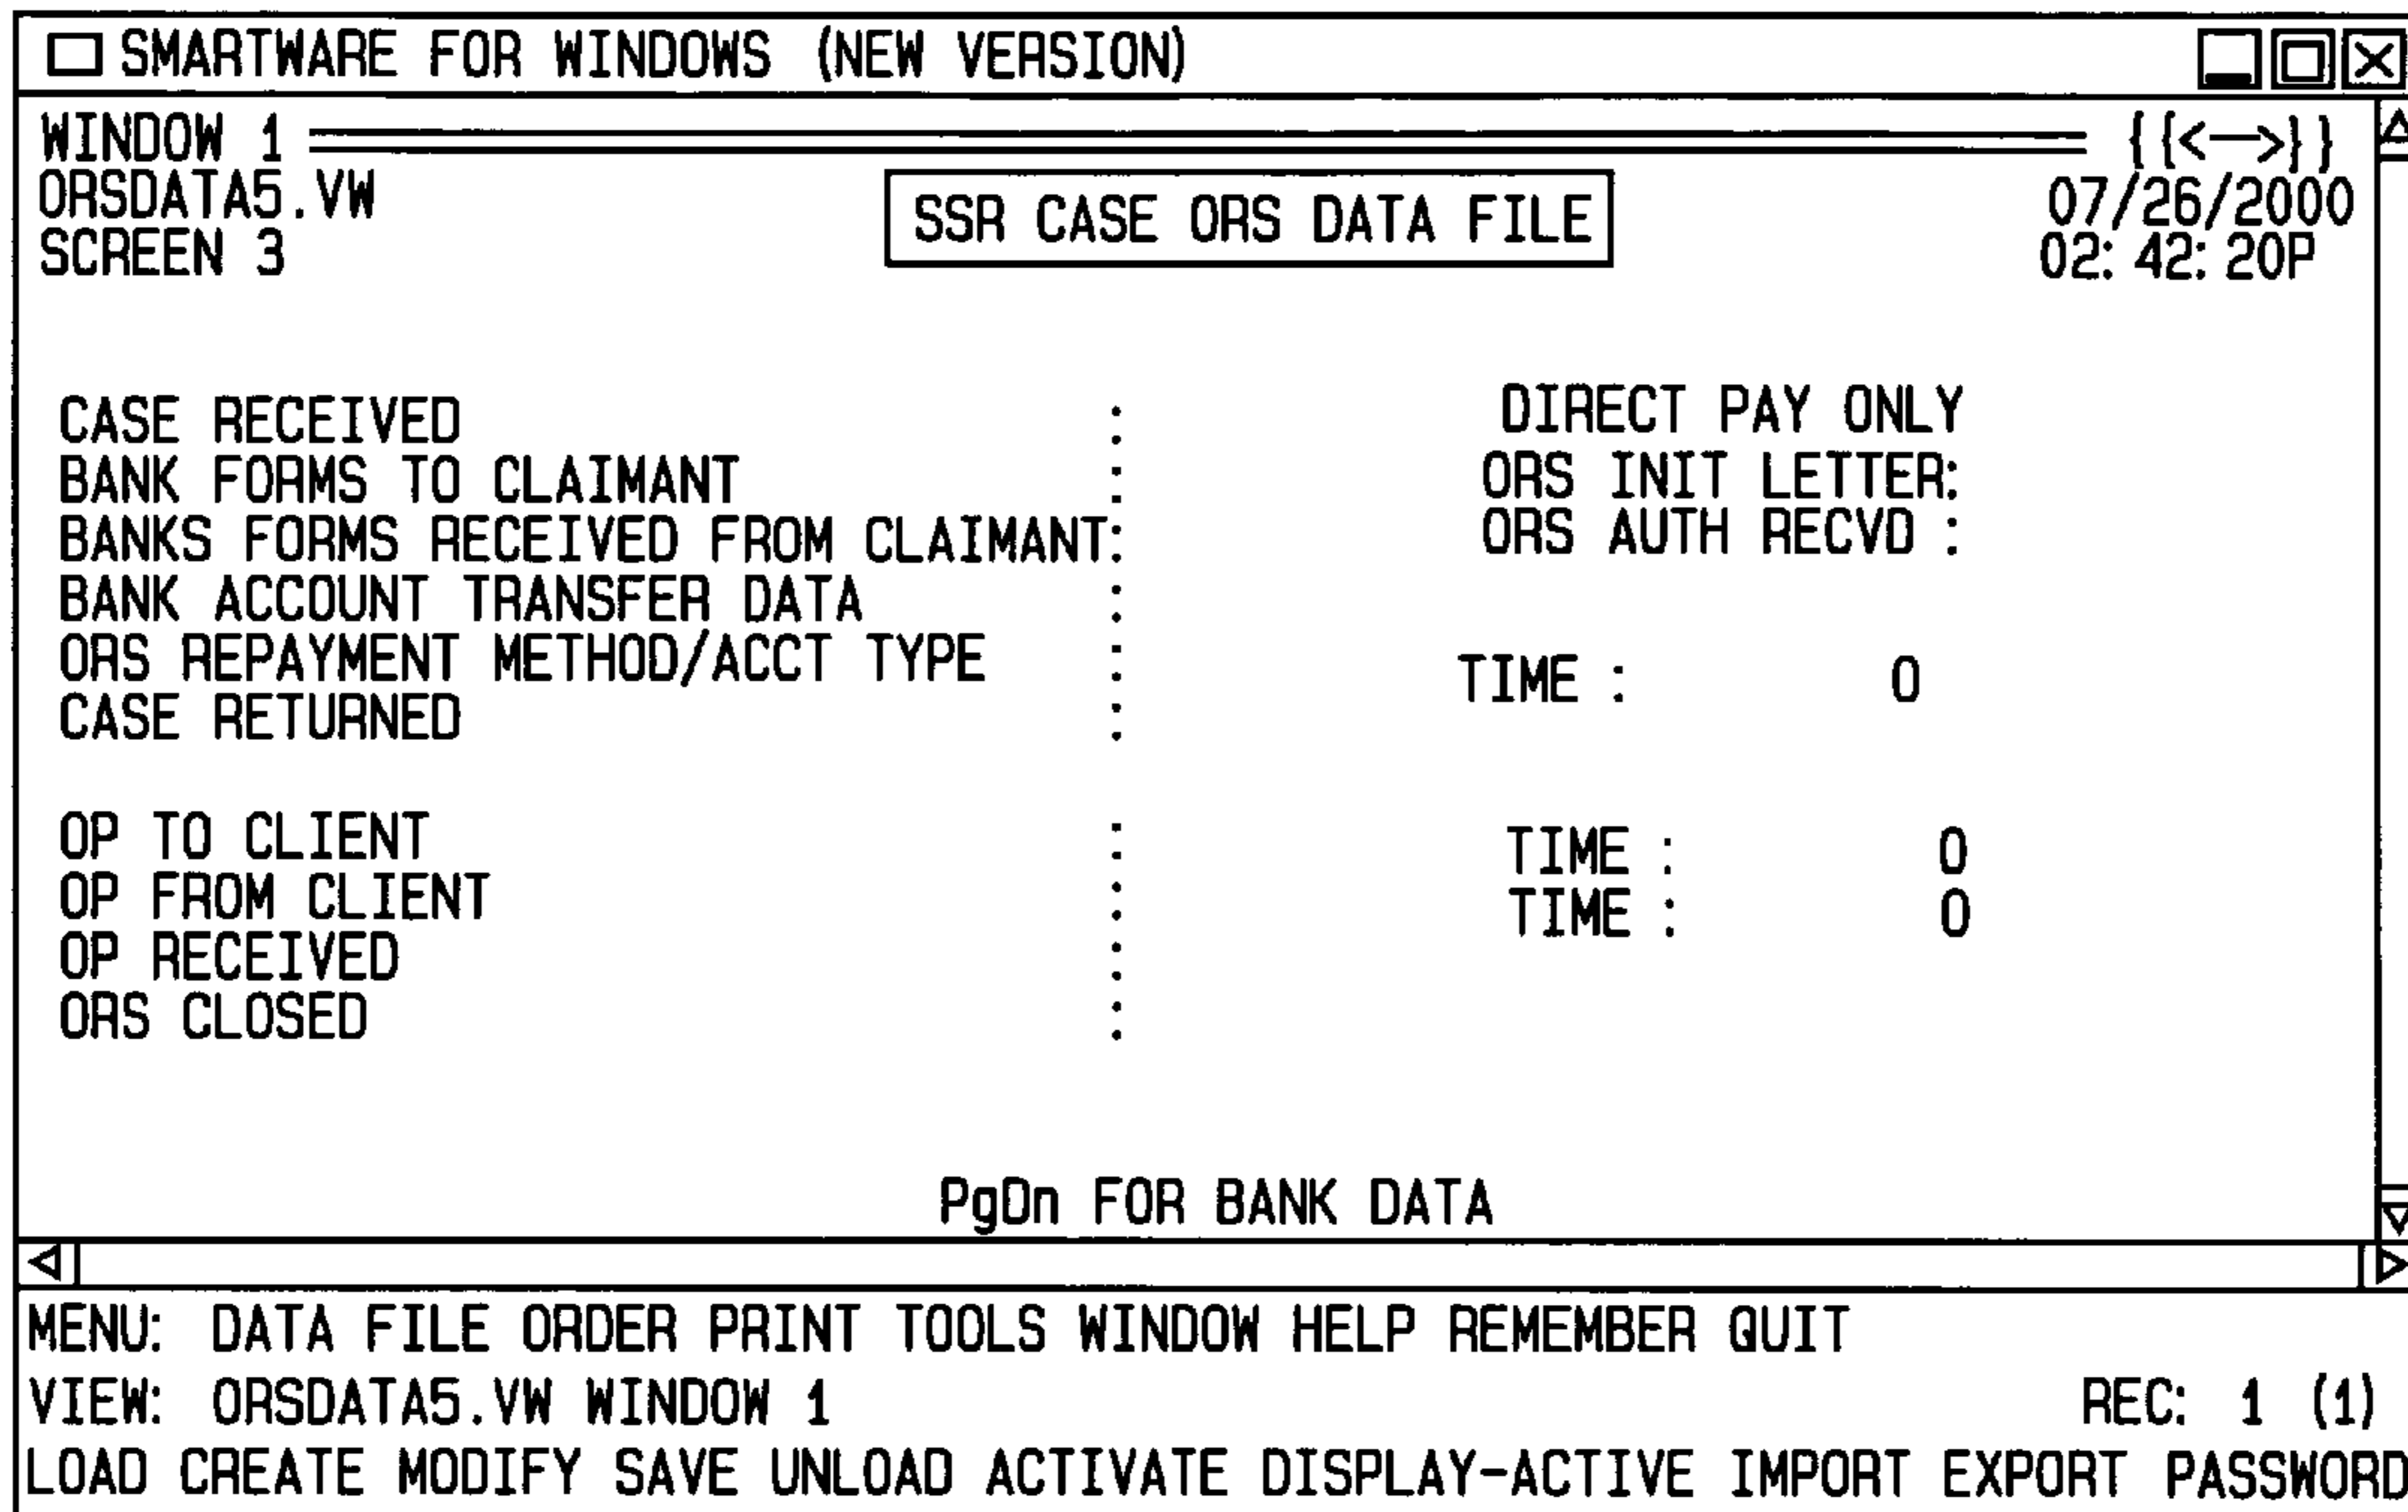 SMARTWARE FOR WINDOWS (NEW VERSION)
WINDOW 1 {{<—>}}
ORSDATA5.VW 07/26/2000
SSR CASE ORS DATA FILE
SCREEN 3 02: 42: 20P
CASE RECEIVED : DIRECT PAY ONLY
BANK FORMS TO CLAIMANT : ORS INIT LETTER:
BANKS FORMS RECEIVED FROM CLAIMANT: ORS AUTH RECVD :
BANK ACCOUNT TRANSFER DATA :
ORS REPAYMENT METHOD/ACCT TYPE : TIME : 0
CASE RETURNED :
OP TO CLIENT : TIME : 0
OP FROM CLIENT : TIME : 0
OP RECEIVED :
ORS CLOSED :
PgDn FOR BANK DATA
MENU: DATA FILE ORDER PRINT TOOLS WINDOW HELP REMEMBER QUIT
VIEW: ORSDATA5.VW WINDOW 1 REC: 1 (1)
LOAD CREATE MODIFY SAVE UNLOAD ACTIVATE DISPLAY-ACTIVE IMPORT EXPORT PASSWORD